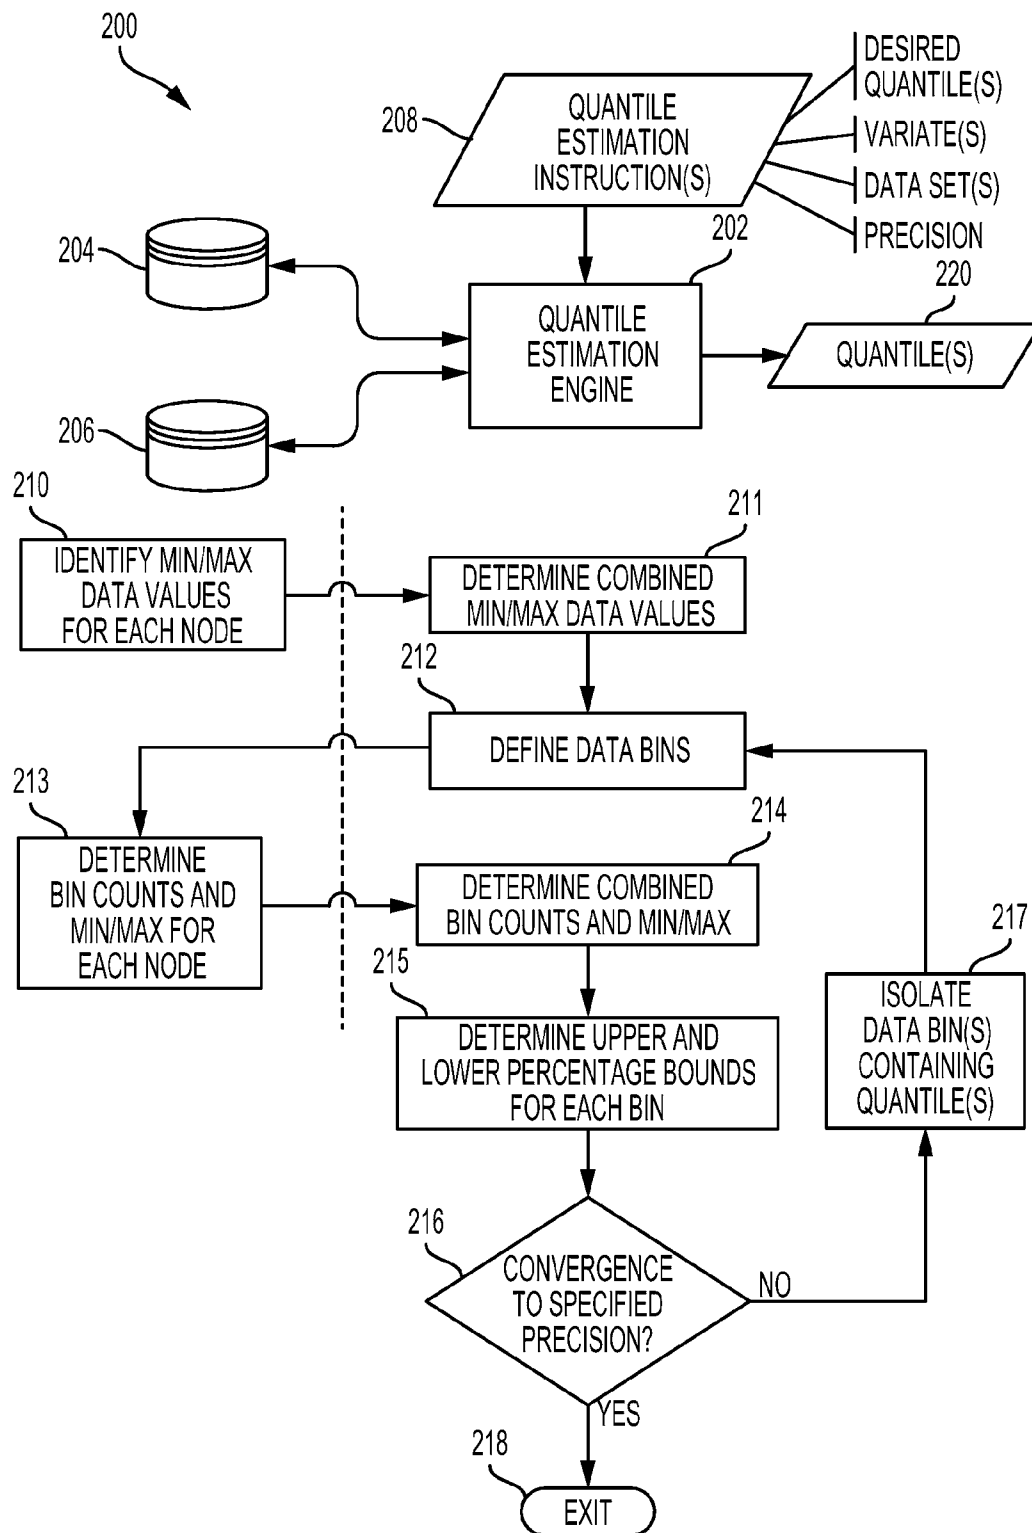 200
208
QUANTILE
ESTIMATION
INSTRUCTION(S)
DESIRED
QUANTILE(S)
VARIATE(S)
DATA SET(S)
PRECISION
204
202
QUANTILE
ESTIMATION
ENGINE
220
QUANTILE(S)
206
210
IDENTIFY MIN/MAX
DATA VALUES
FOR EACH NODE
211
DETERMINE COMBINED
MIN/MAX DATA VALUES
212
DEFINE DATA BINS
213
DETERMINE
BIN COUNTS AND
MIN/MAX FOR
EACH NODE
214
DETERMINE COMBINED
BIN COUNTS AND MIN/MAX
215
DETERMINE UPPER AND
LOWER PERCENTAGE BOUNDS
FOR EACH BIN
217
ISOLATE
DATA BIN(S)
CONTAINING
QUANTILE(S)
216
CONVERGENCE
TO SPECIFIED
PRECISION?
NO
YES
218
EXIT